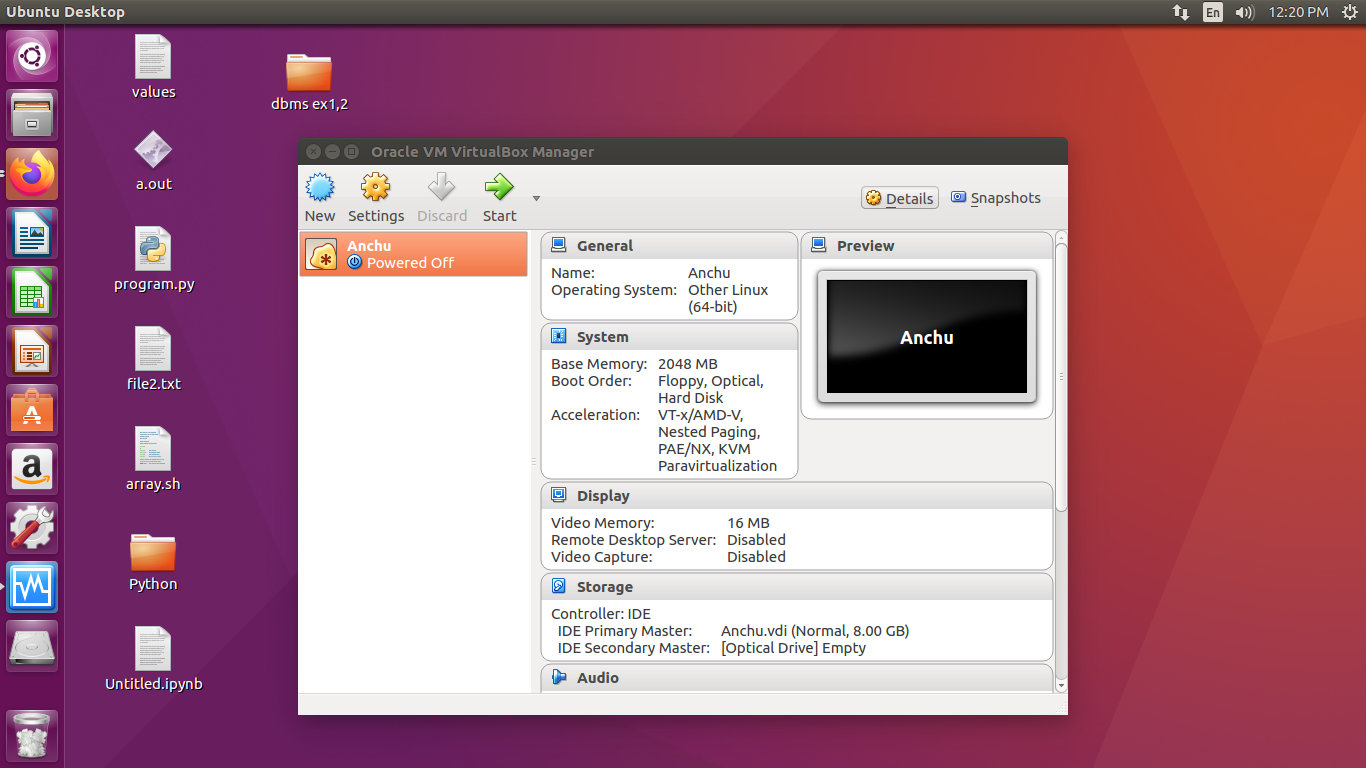 Ubuntu Desktop
En
12:20 PM
values
dbms ex1,2
a.out
program.py
file2.txt
array.sh
Python
Untitled.ipynb
Oracle VM VirtualBox Manager
New
Settings
Discard
Start
Details
Snapshots
Anchu
Powered Off
General
Name: Anchu
Operating System: Other Linux
(64-bit)
Preview
Anchu
System
Base Memory: 2048 MB
Boot Order: Floppy, Optical,
Hard Disk
Acceleration: VT-x/AMD-V,
Nested Paging,
PAE/NX, KVM
Paravirtualization
Display
Video Memory: 16 MB
Remote Desktop Server: Disabled
Video Capture: Disabled
Storage
Controller: IDE
IDE Primary Master: Anchu.vdi (Normal, 8.00 GB)
IDE Secondary Master: [Optical Drive] Empty
Audio